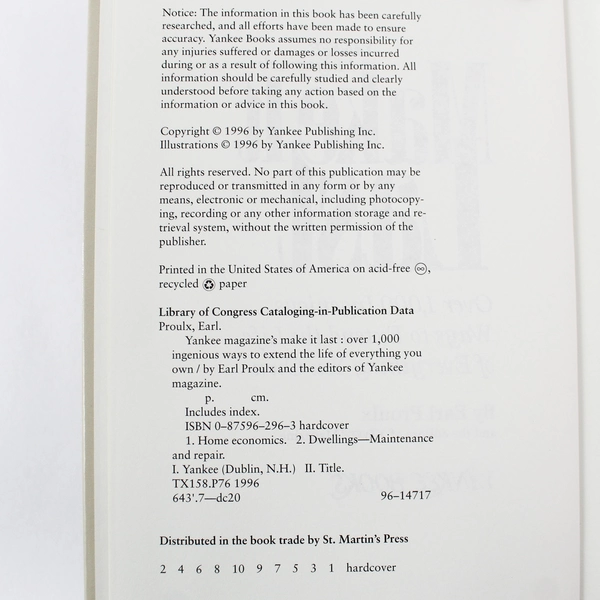 Notice: The information in this book has been carefully
researched, and all efforts have been made to ensure
accuracy. Yankee Books assumes no responsibility for
any injuries suffered or damages or losses incurred
during or as a result of following this information. All
information should be carefully studied and clearly
understood before taking any action based on the
information or advice in this book.
Copyright © 1996 by Yankee Publishing Inc.
Illustrations © 1996 by Yankee Publishing Inc.
All rights reserved. No part of this publication may be
reproduced or transmitted in any form or by any
means, electronic or mechanical, including photocopy-
ing, recording or any other information storage and re-
trieval system, without the written permission of the
publisher.
Printed in the United States of America on acid-free ♾,
recycled ♻ paper
Library of Congress Cataloging-in-Publication Data
Proulx, Earl.
Yankee magazine's make it last : over 1,000
ingenious ways to extend the life of everything you
own / by Earl Proulx and the editors of Yankee
magazine.
p. cm.
Includes index.
ISBN 0–87596–296–3 hardcover
1. Home economics. 2. Dwellings—Maintenance
and repair.
I. Yankee (Dublin, N.H.) II. Title.
TX158.P76 1996
643'.7—dc20 96–14717
Distributed in the book trade by St. Martin's Press
2 4 6 8 10 9 7 5 3 1 hardcover